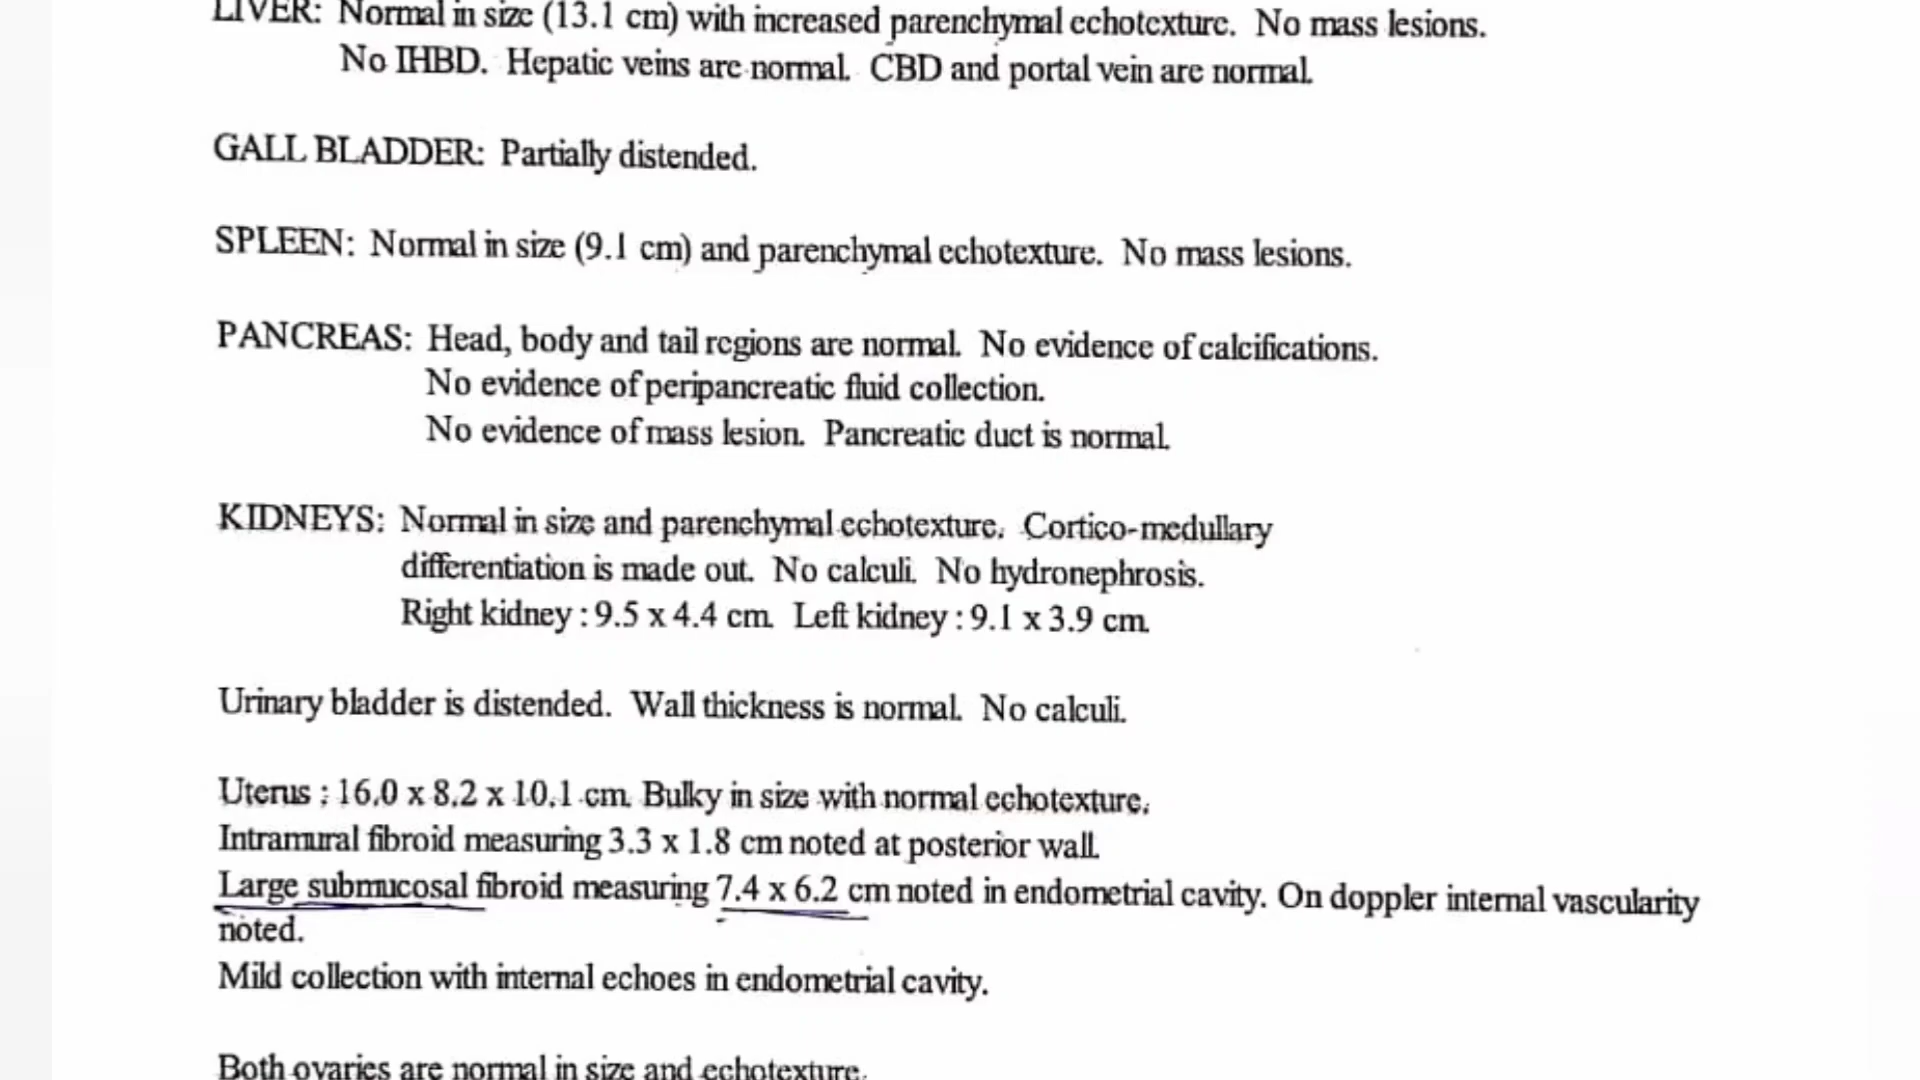 LIVER: Normal in size (13.1 cm) with increased parenchymal echotexture. No mass lesions.
No IHBD. Hepatic veins are normal. CBD and portal vein are normal.
GALL BLADDER: Partially distended.
SPLEEN: Normal in size (9.1 cm) and parenchymal echotexture. No mass lesions.
PANCREAS: Head, body and tail regions are normal. No evidence of calcifications.
No evidence of peripancreatic fluid collection.
No evidence of mass lesion. Pancreatic duct is normal.
KIDNEYS: Normal in size and parenchymal echotexture. Cortico-medullary
differentiation is made out. No calculi. No hydronephrosis.
Right kidney : 9.5 x 4.4 cm. Left kidney : 9.1 x 3.9 cm.
Urinary bladder is distended. Wall thickness is normal. No calculi.
Uterus : 16.0 x 8.2 x 10.1 cm. Bulky in size with normal echotexture.
Intramural fibroid measuring 3.3 x 1.8 cm noted at posterior wall.
Large submucosal fibroid measuring 7.4 x 6.2 cm noted in endometrial cavity. On doppler internal vascularity
noted.
Mild collection with internal echoes in endometrial cavity.
Both ovaries are normal in size and echotexture.